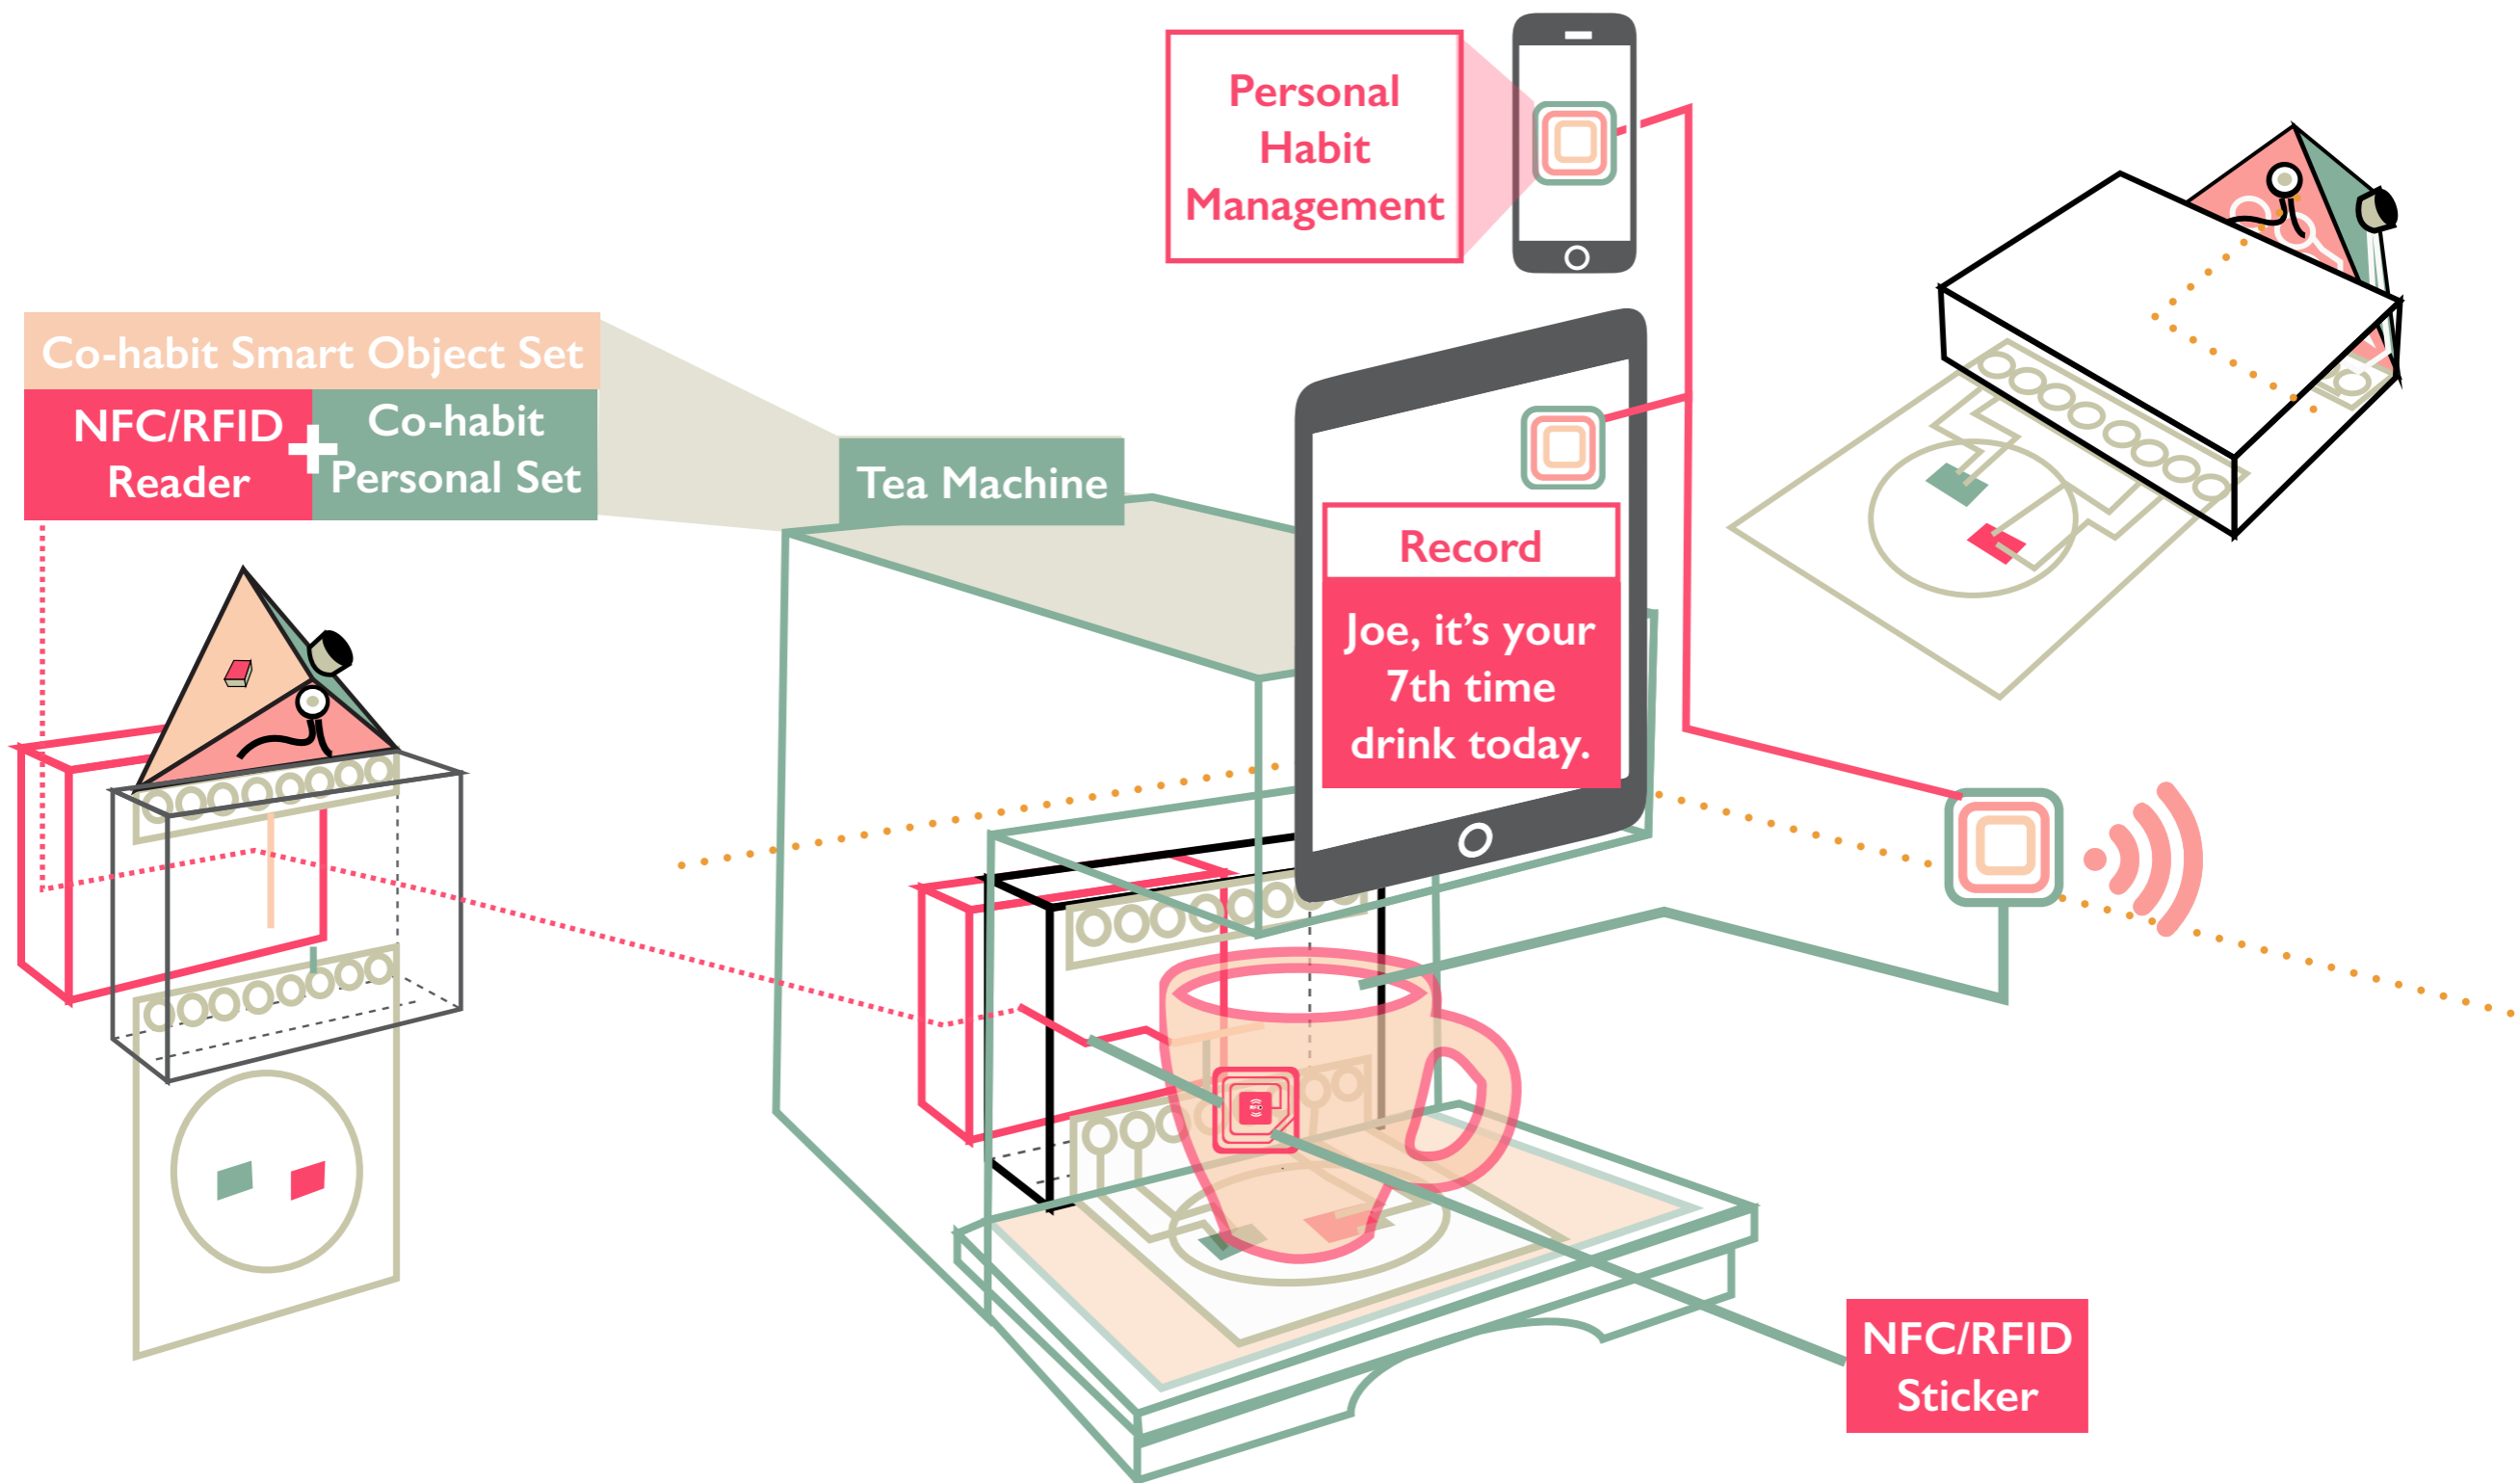 Personal
Habit
Management
Co-habit Smart Object Set
NFC/RFID
Reader
+
Co-habit
Personal Set
Tea Machine
Record
Joe, it’s your
7th time
drink today.
NFC/RFID
Sticker